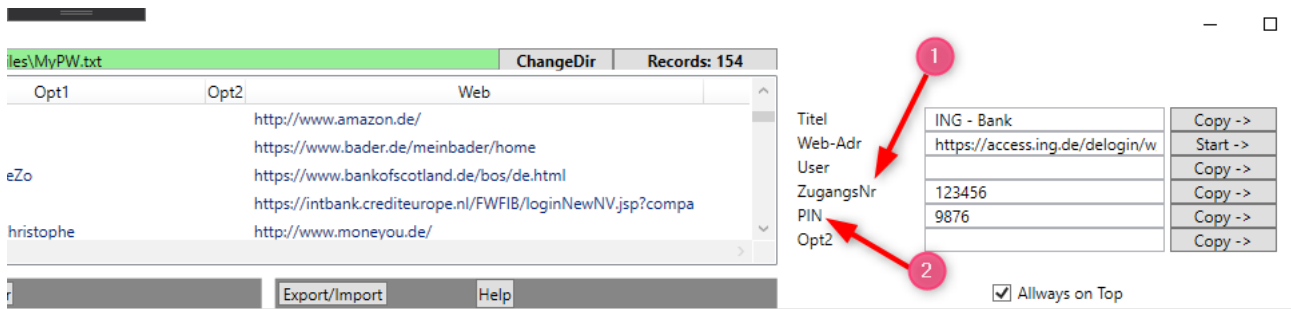 iles\MyPW.txt ChangeDir Records: 154
Opt1 Opt2 Web
http://www.amazon.de/
https://www.bader.de/meinbader/home
eZo https://www.bankofscotland.de/bos/de.html
https://intbank.crediteurope.nl/FWFIB/loginNewNV.jsp?compa
hristophe http://www.moneyou.de/
1
Titel ING - Bank Copy ->
Web-Adr https://access.ing.de/delogin/w Start ->
User Copy ->
ZugangsNr 123456 Copy ->
PIN 9876 Copy ->
Opt2 Copy ->
2
r Export/Import Help
Allways on Top